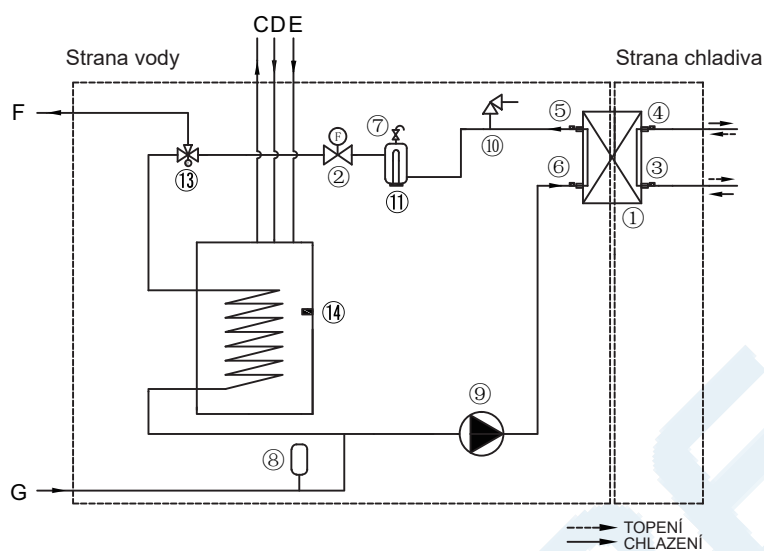 C D E
Strana vody
Strana chladiva
F
⑦
F
⑤
④
⑩
⑬
②
⑥
③
⑪
①
⑭
⑨
⑧
G
TOPENÍ
CHLAZENÍ